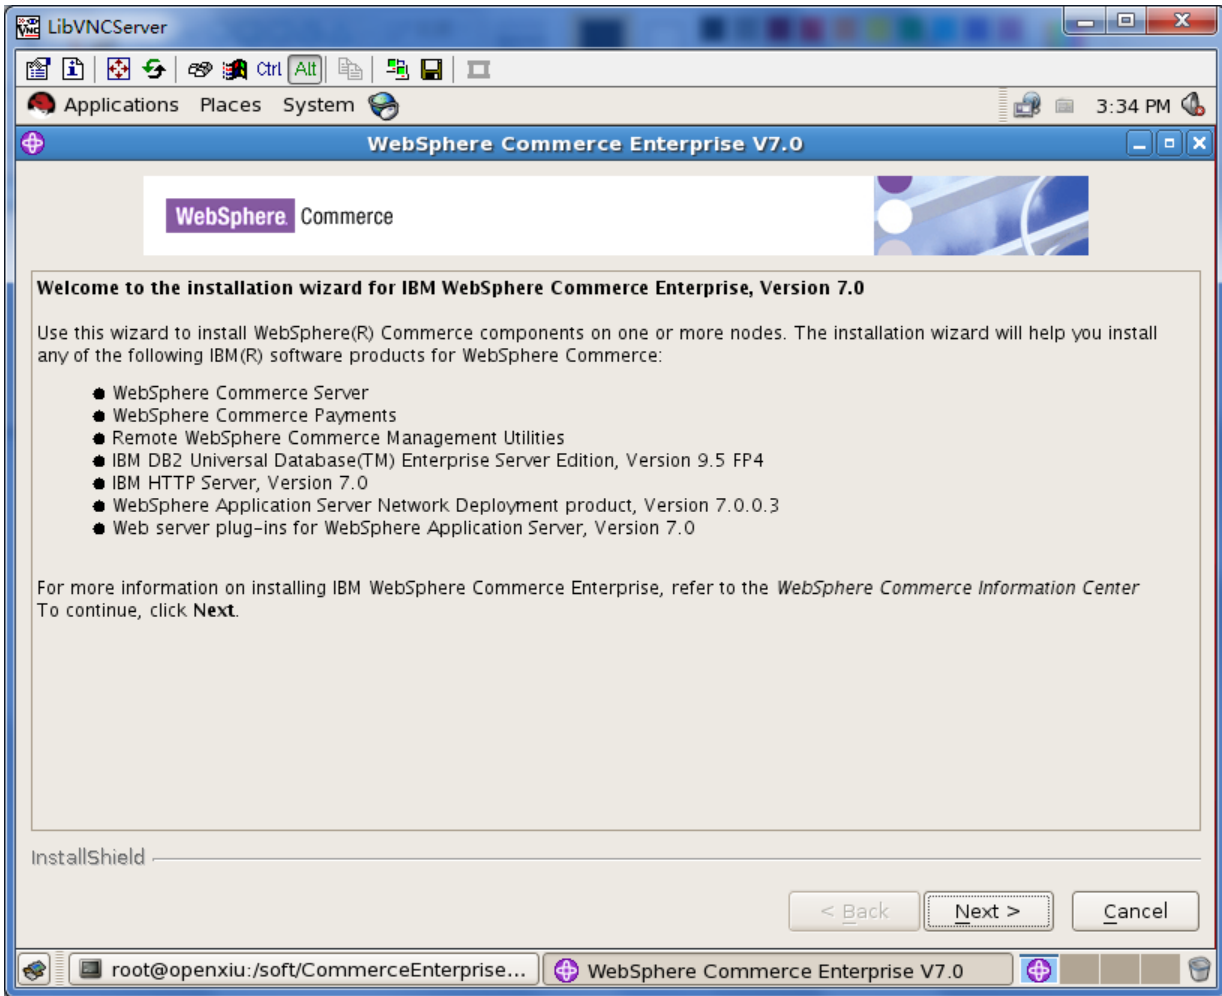 LibVNCServer
Ctrl Alt
Applications Places System 3:34 PM
WebSphere Commerce Enterprise V7.0
WebSphere. Commerce
Welcome to the installation wizard for IBM WebSphere Commerce Enterprise, Version 7.0
Use this wizard to install WebSphere(R) Commerce components on one or more nodes. The installation wizard will help you install
any of the following IBM(R) software products for WebSphere Commerce:
● WebSphere Commerce Server
● WebSphere Commerce Payments
● Remote WebSphere Commerce Management Utilities
● IBM DB2 Universal Database(TM) Enterprise Server Edition, Version 9.5 FP4
● IBM HTTP Server, Version 7.0
● WebSphere Application Server Network Deployment product, Version 7.0.0.3
● Web server plug-ins for WebSphere Application Server, Version 7.0
For more information on installing IBM WebSphere Commerce Enterprise, refer to the WebSphere Commerce Information Center
To continue, click Next.
InstallShield
< Back Next > Cancel
root@openxiu:/soft/CommerceEnterprise... WebSphere Commerce Enterprise V7.0